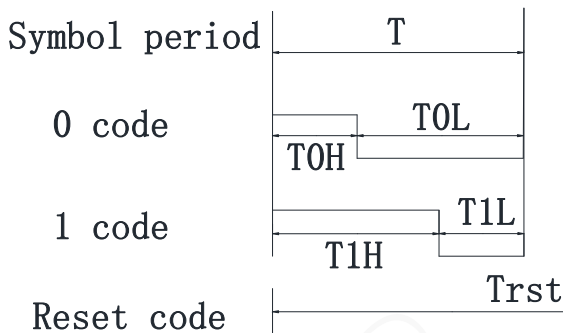 Symbol period T
0 code T0H T0L
1 code T1H T1L
Reset code Trst